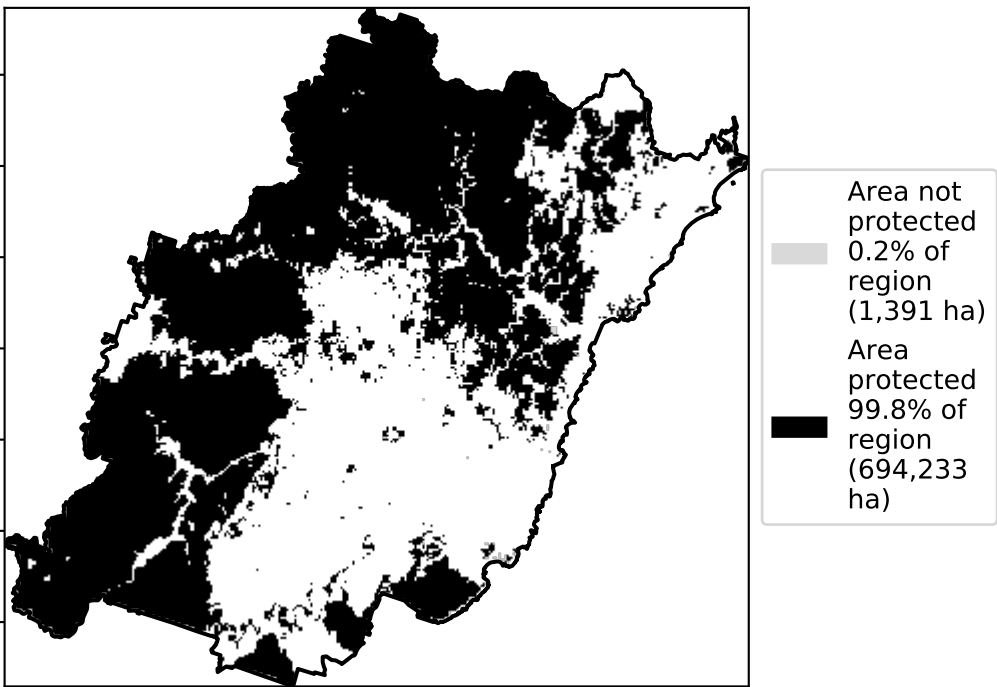 Area not
protected
0.2% of
region
(1,391 ha)
Area
protected
99.8% of
region
(694,233
ha)